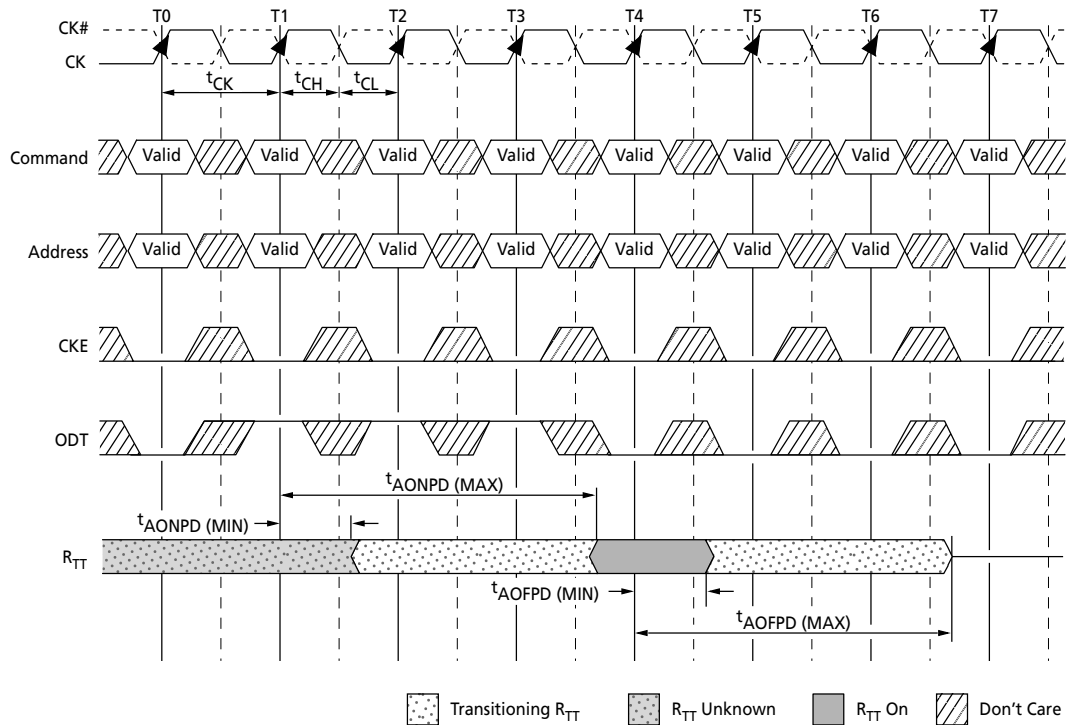 T0 T1 T2 T3 T4 T5 T6 T7
CK#
CK
tCK tCH tCL
Command Valid Valid Valid Valid Valid Valid Valid Valid
Address Valid Valid Valid Valid Valid Valid Valid Valid
CKE
ODT
tAONPD (MAX)
tAONPD (MIN)
RTT
tAOFPD (MIN)
tAOFPD (MAX)
Transitioning RTT RTT Unknown RTT On Don't Care